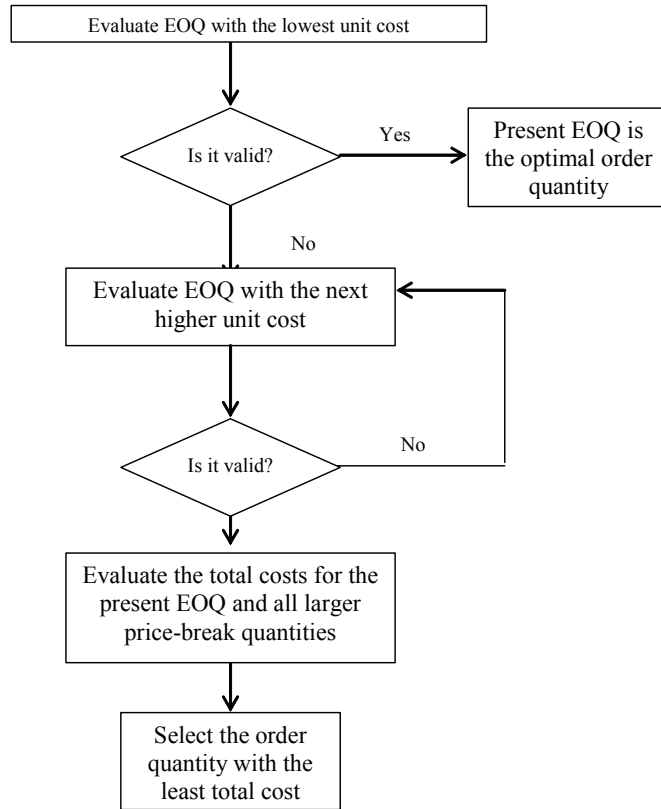 Evaluate EOQ with the lowest unit cost
Is it valid?
Yes
Present EOQ is
the optimal order
quantity
No
Evaluate EOQ with the next
higher unit cost
Is it valid?
No
Evaluate the total costs for the
present EOQ and all larger
price-break quantities
Select the order
quantity with the
least total cost